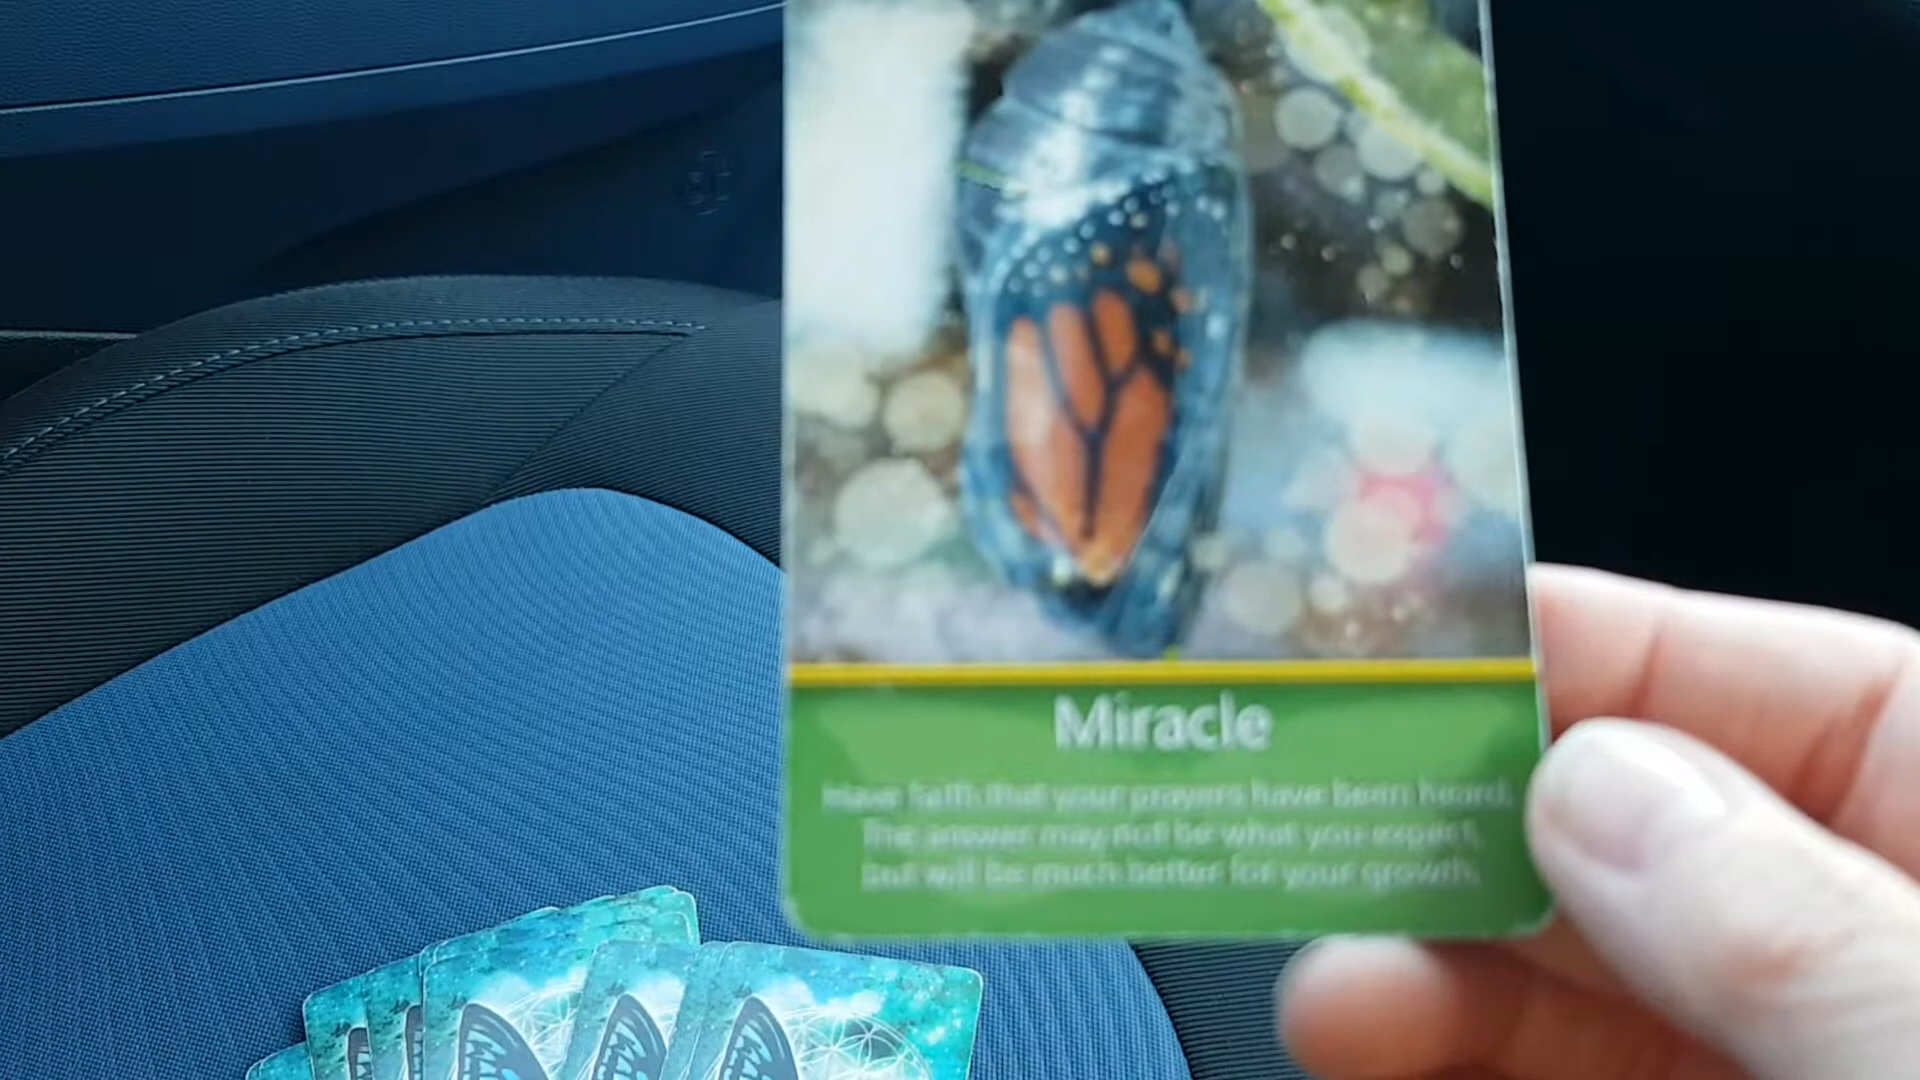 Miracle
Have faith that your prayers have been heard.
The answer may not be what you expect,
but will be much better for your growth.